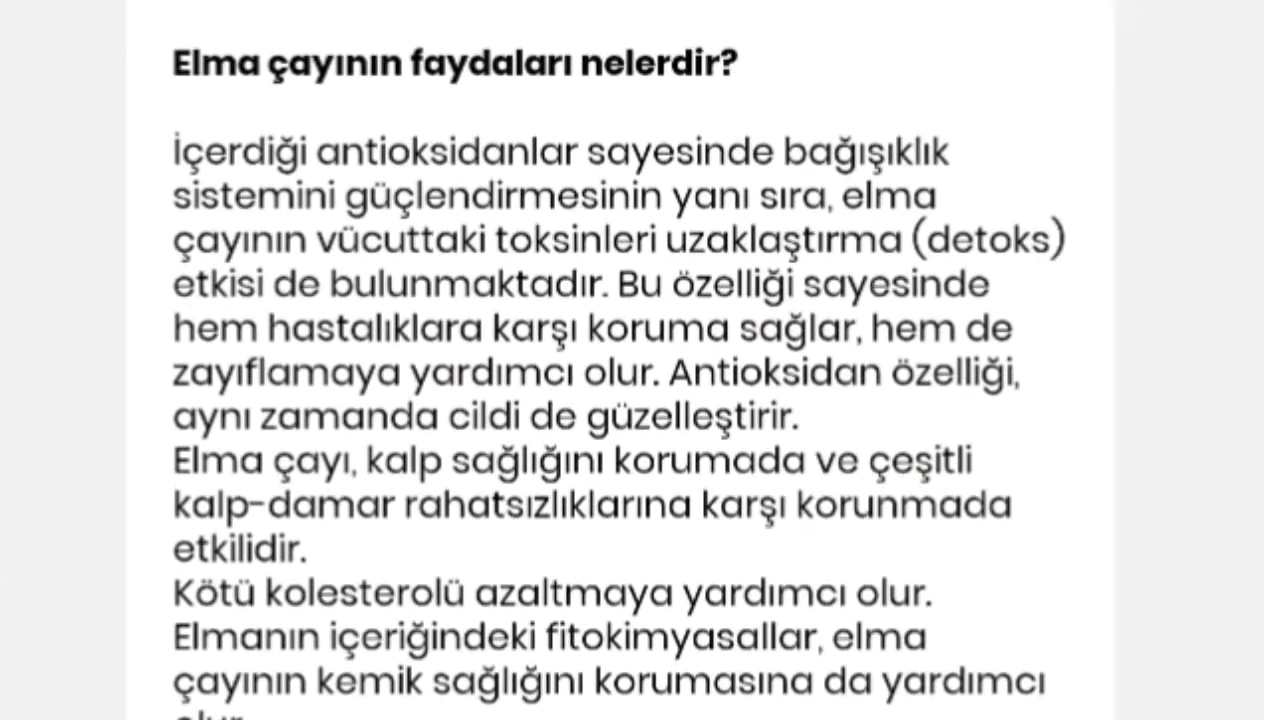 Elma çayının faydaları nelerdir?
İçerdiği antioksidanlar sayesinde bağışıklık
sistemini güçlendirmesinin yanı sıra, elma
çayının vücuttaki toksinleri uzaklaştırma (detoks)
etkisi de bulunmaktadır. Bu özelliği sayesinde
hem hastalıklara karşı koruma sağlar, hem de
zayıflamaya yardımcı olur. Antioksidan özelliği,
aynı zamanda cildi de güzelleştirir.
Elma çayı, kalp sağlığını korumada ve çeşitli
kalp-damar rahatsızlıklarına karşı korunmada
etkilidir.
Kötü kolesterolü azaltmaya yardımcı olur.
Elmanın içeriğindeki fitokimyasallar, elma
çayının kemik sağlığını korumasına da yardımcı